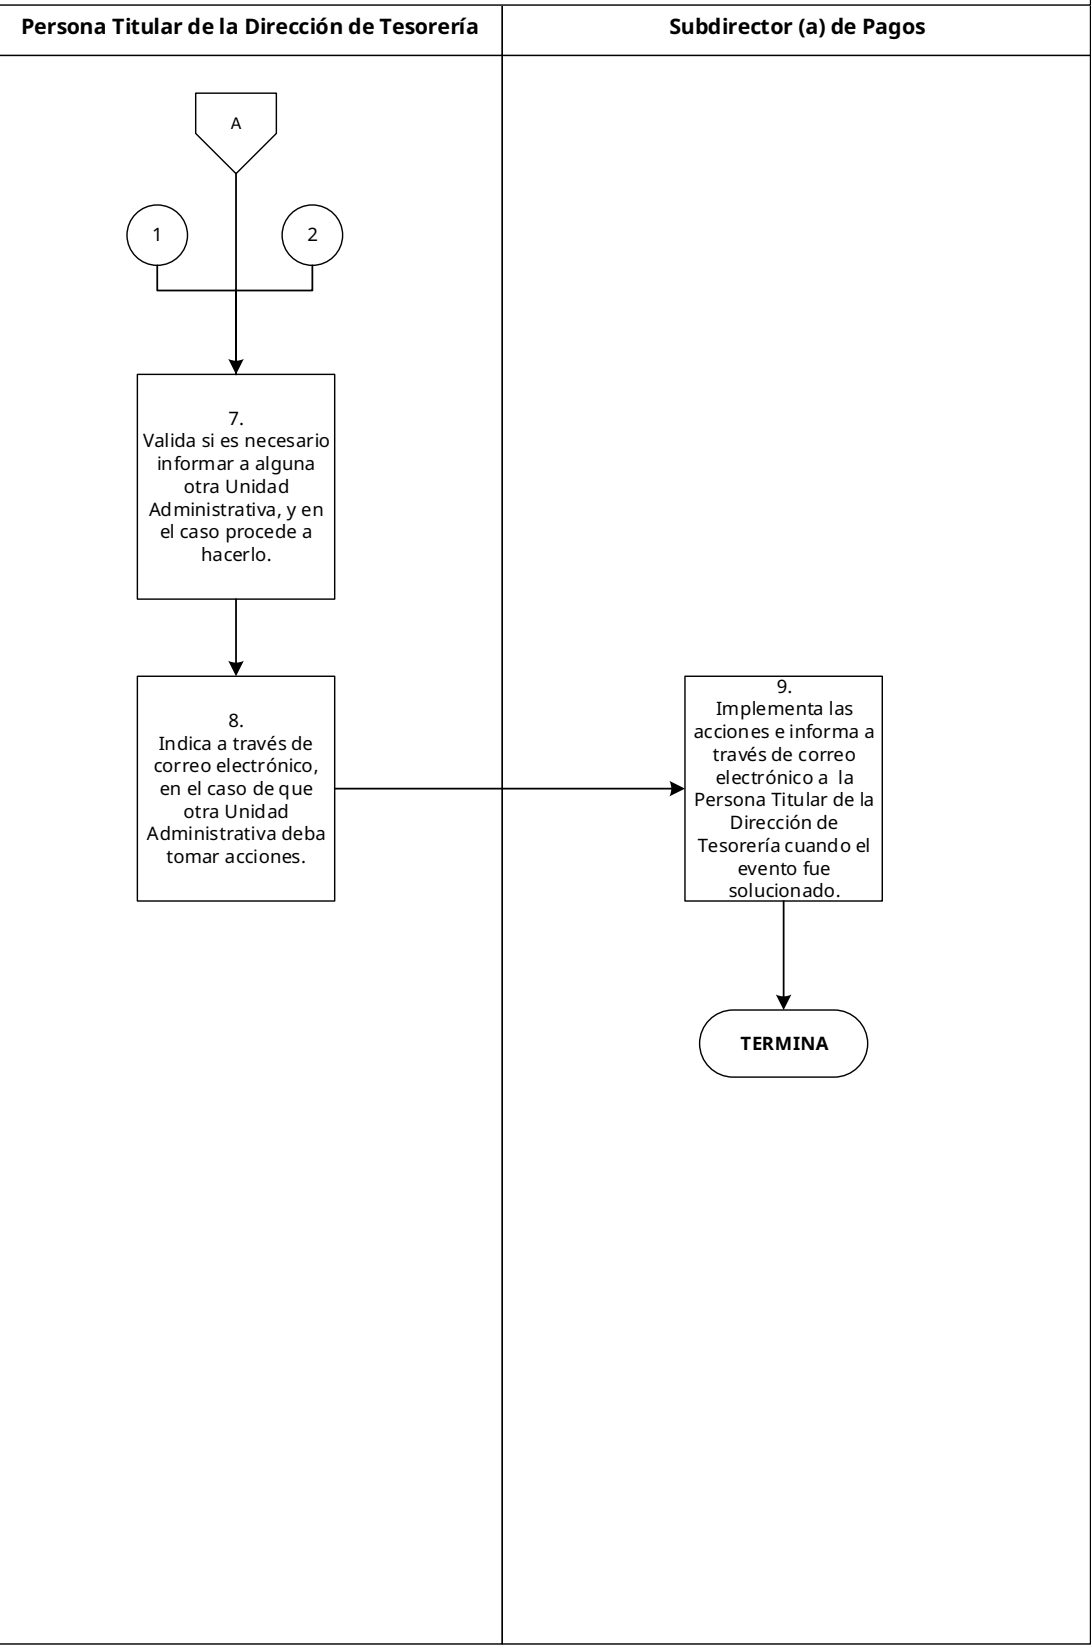 Persona Titular de la Dirección de Tesorería
Subdirector (a) de Pagos
A
1
2
7.
Valida si es necesario
informar a alguna
otra Unidad
Administrativa, y en
el caso procede a
hacerlo.
8.
Indica a través de
correo electrónico,
en el caso de que
otra Unidad
Administrativa deba
tomar acciones.
9.
Implementa las
acciones e informa a
través de correo
electrónico a la
Persona Titular de la
Dirección de
Tesorería cuando el
evento fue
solucionado.
TERMINA